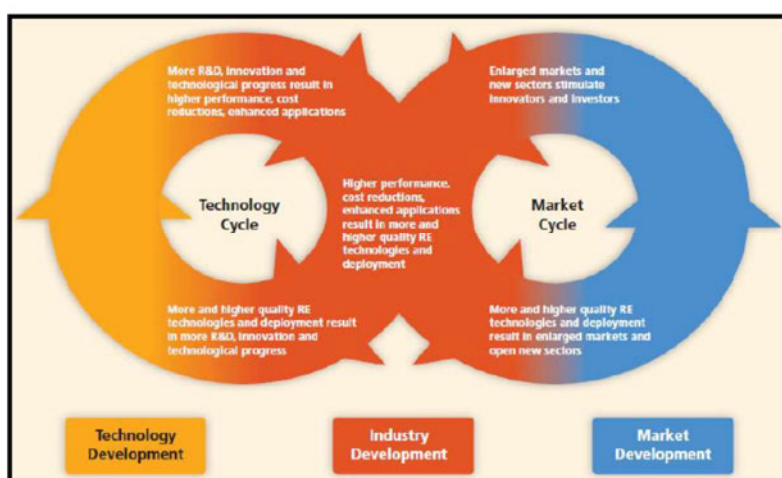 More R&D, innovation and
technological progress result in
higher performance, cost
reductions, enhanced applications
Enlarged markets and
new sectors stimulate
Innovators and Investors
Technology
Cycle
Higher performance,
cost reductions,
enhanced applications
result in more and
higher quality RE
technologies and
deployment
Market
Cycle
More and higher quality RE
technologies and deployment result
in more R&D, innovation and
technological progress
More and higher quality RE
technologies and deployment
result in enlarged markets and
open new sectors
Technology
Development
Industry
Development
Market
Development